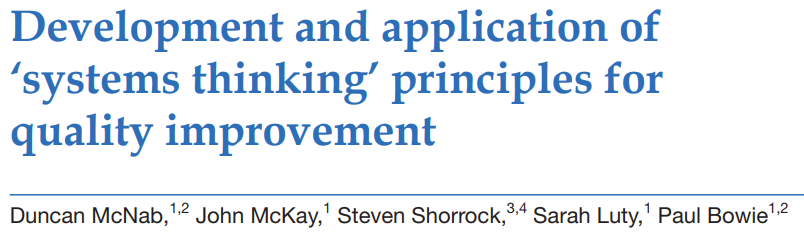 Development and application of
‘systems thinking’ principles for
quality improvement
Duncan McNab,1,2 John McKay,1 Steven Shorrock,3,4 Sarah Luty,1 Paul Bowie1,2